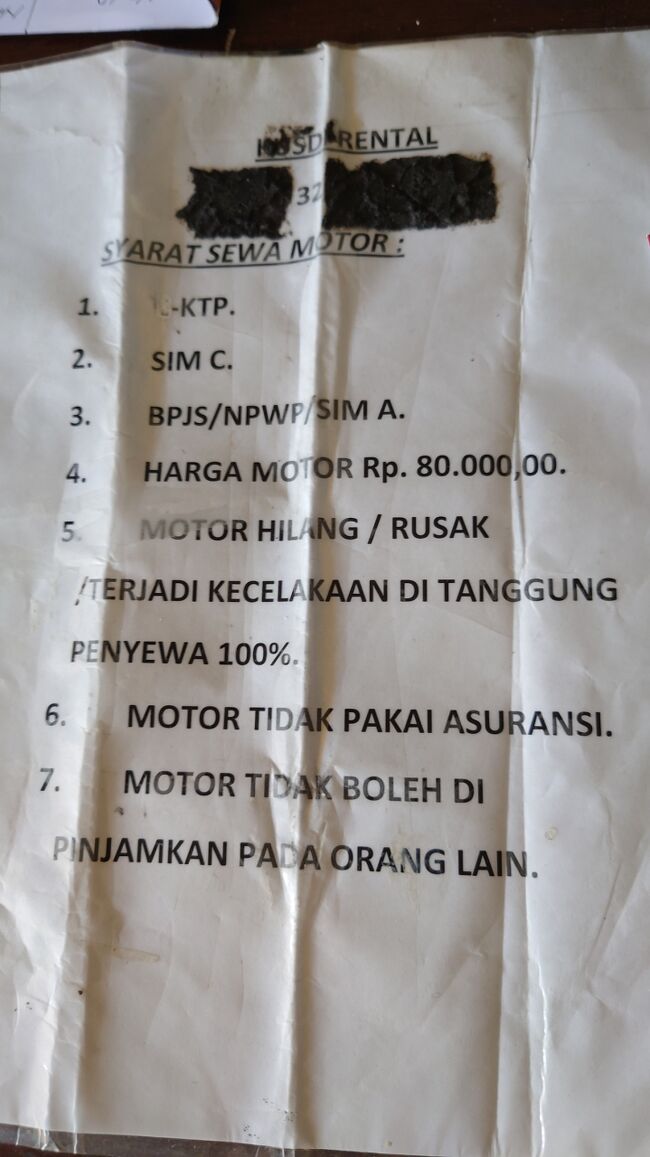 RENTAL
32
SYARAT SEWA MOTOR :
1. E-KTP.
2. SIM C.
3. BPJS/NPWP/SIM A.
4. HARGA MOTOR Rp. 80.000,00.
5. MOTOR HILANG / RUSAK
/TERJADI KECELAKAAN DI TANGGUNG
PENYEWA 100%.
6. MOTOR TIDAK PAKAI ASURANSI.
7. MOTOR TIDAK BOLEH DI
PINJAMKAN PADA ORANG LAIN.